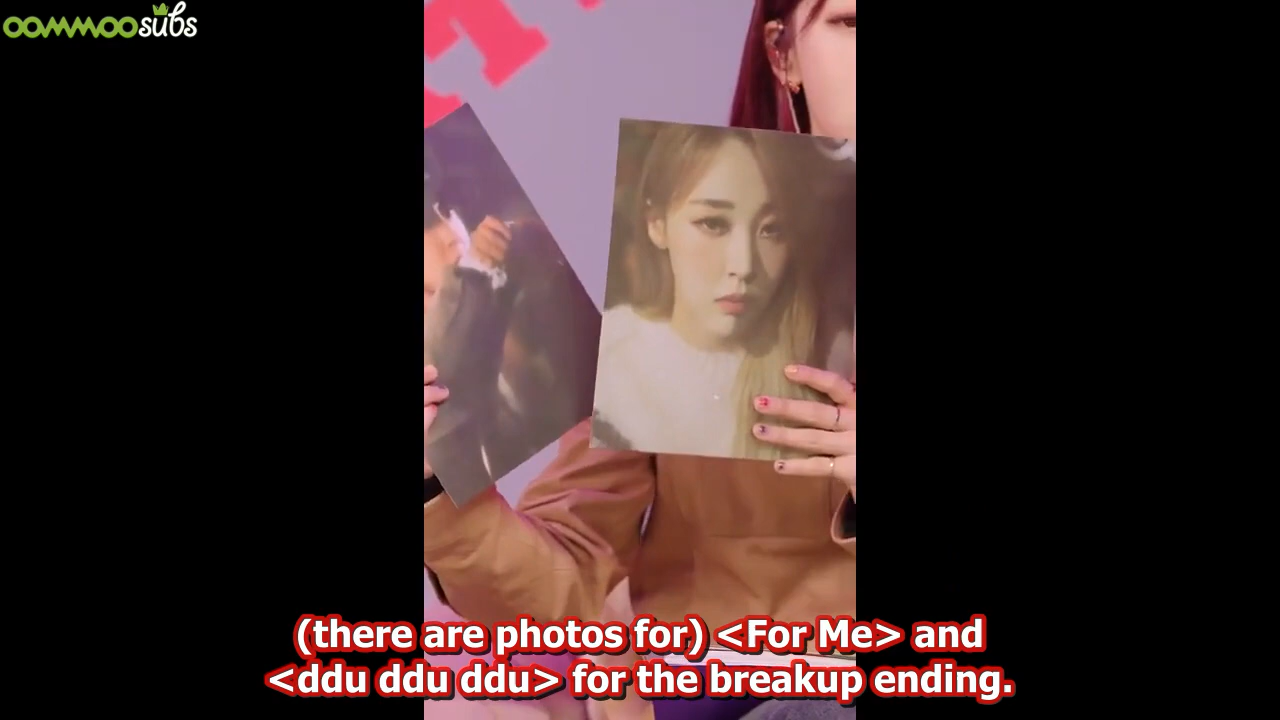 oommoosubs
(there are photos for) <For Me> and
<ddu ddu ddu> for the breakup ending.